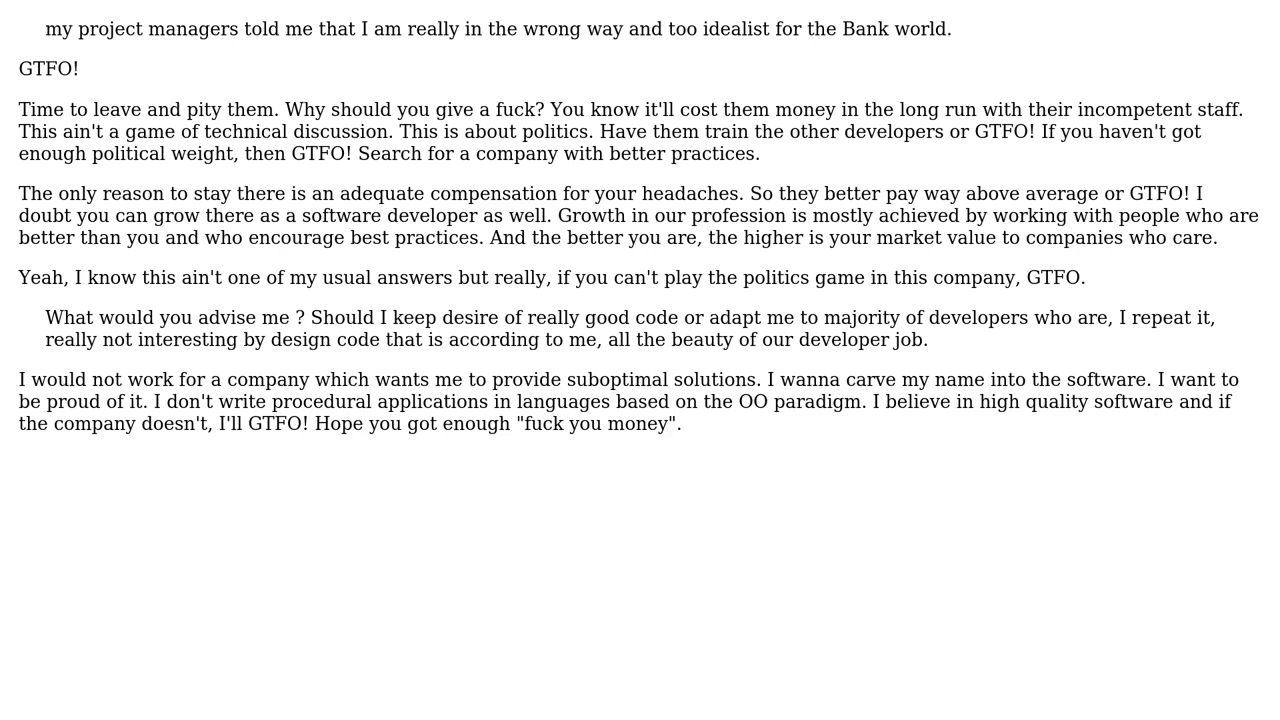 my project managers told me that I am really in the wrong way and too idealist for the Bank world.
GTFO!
Time to leave and pity them. Why should you give a fuck? You know it'll cost them money in the long run with their incompetent staff.
This ain't a game of technical discussion. This is about politics. Have them train the other developers or GTFO! If you haven't got
enough political weight, then GTFO! Search for a company with better practices.
The only reason to stay there is an adequate compensation for your headaches. So they better pay way above average or GTFO! I
doubt you can grow there as a software developer as well. Growth in our profession is mostly achieved by working with people who are
better than you and who encourage best practices. And the better you are, the higher is your market value to companies who care.
Yeah, I know this ain't one of my usual answers but really, if you can't play the politics game in this company, GTFO.
What would you advise me ? Should I keep desire of really good code or adapt me to majority of developers who are, I repeat it,
really not interesting by design code that is according to me, all the beauty of our developer job.
I would not work for a company which wants me to provide suboptimal solutions. I wanna carve my name into the software. I want to
be proud of it. I don't write procedural applications in languages based on the OO paradigm. I believe in high quality software and if
the company doesn't, I'll GTFO! Hope you got enough "fuck you money".